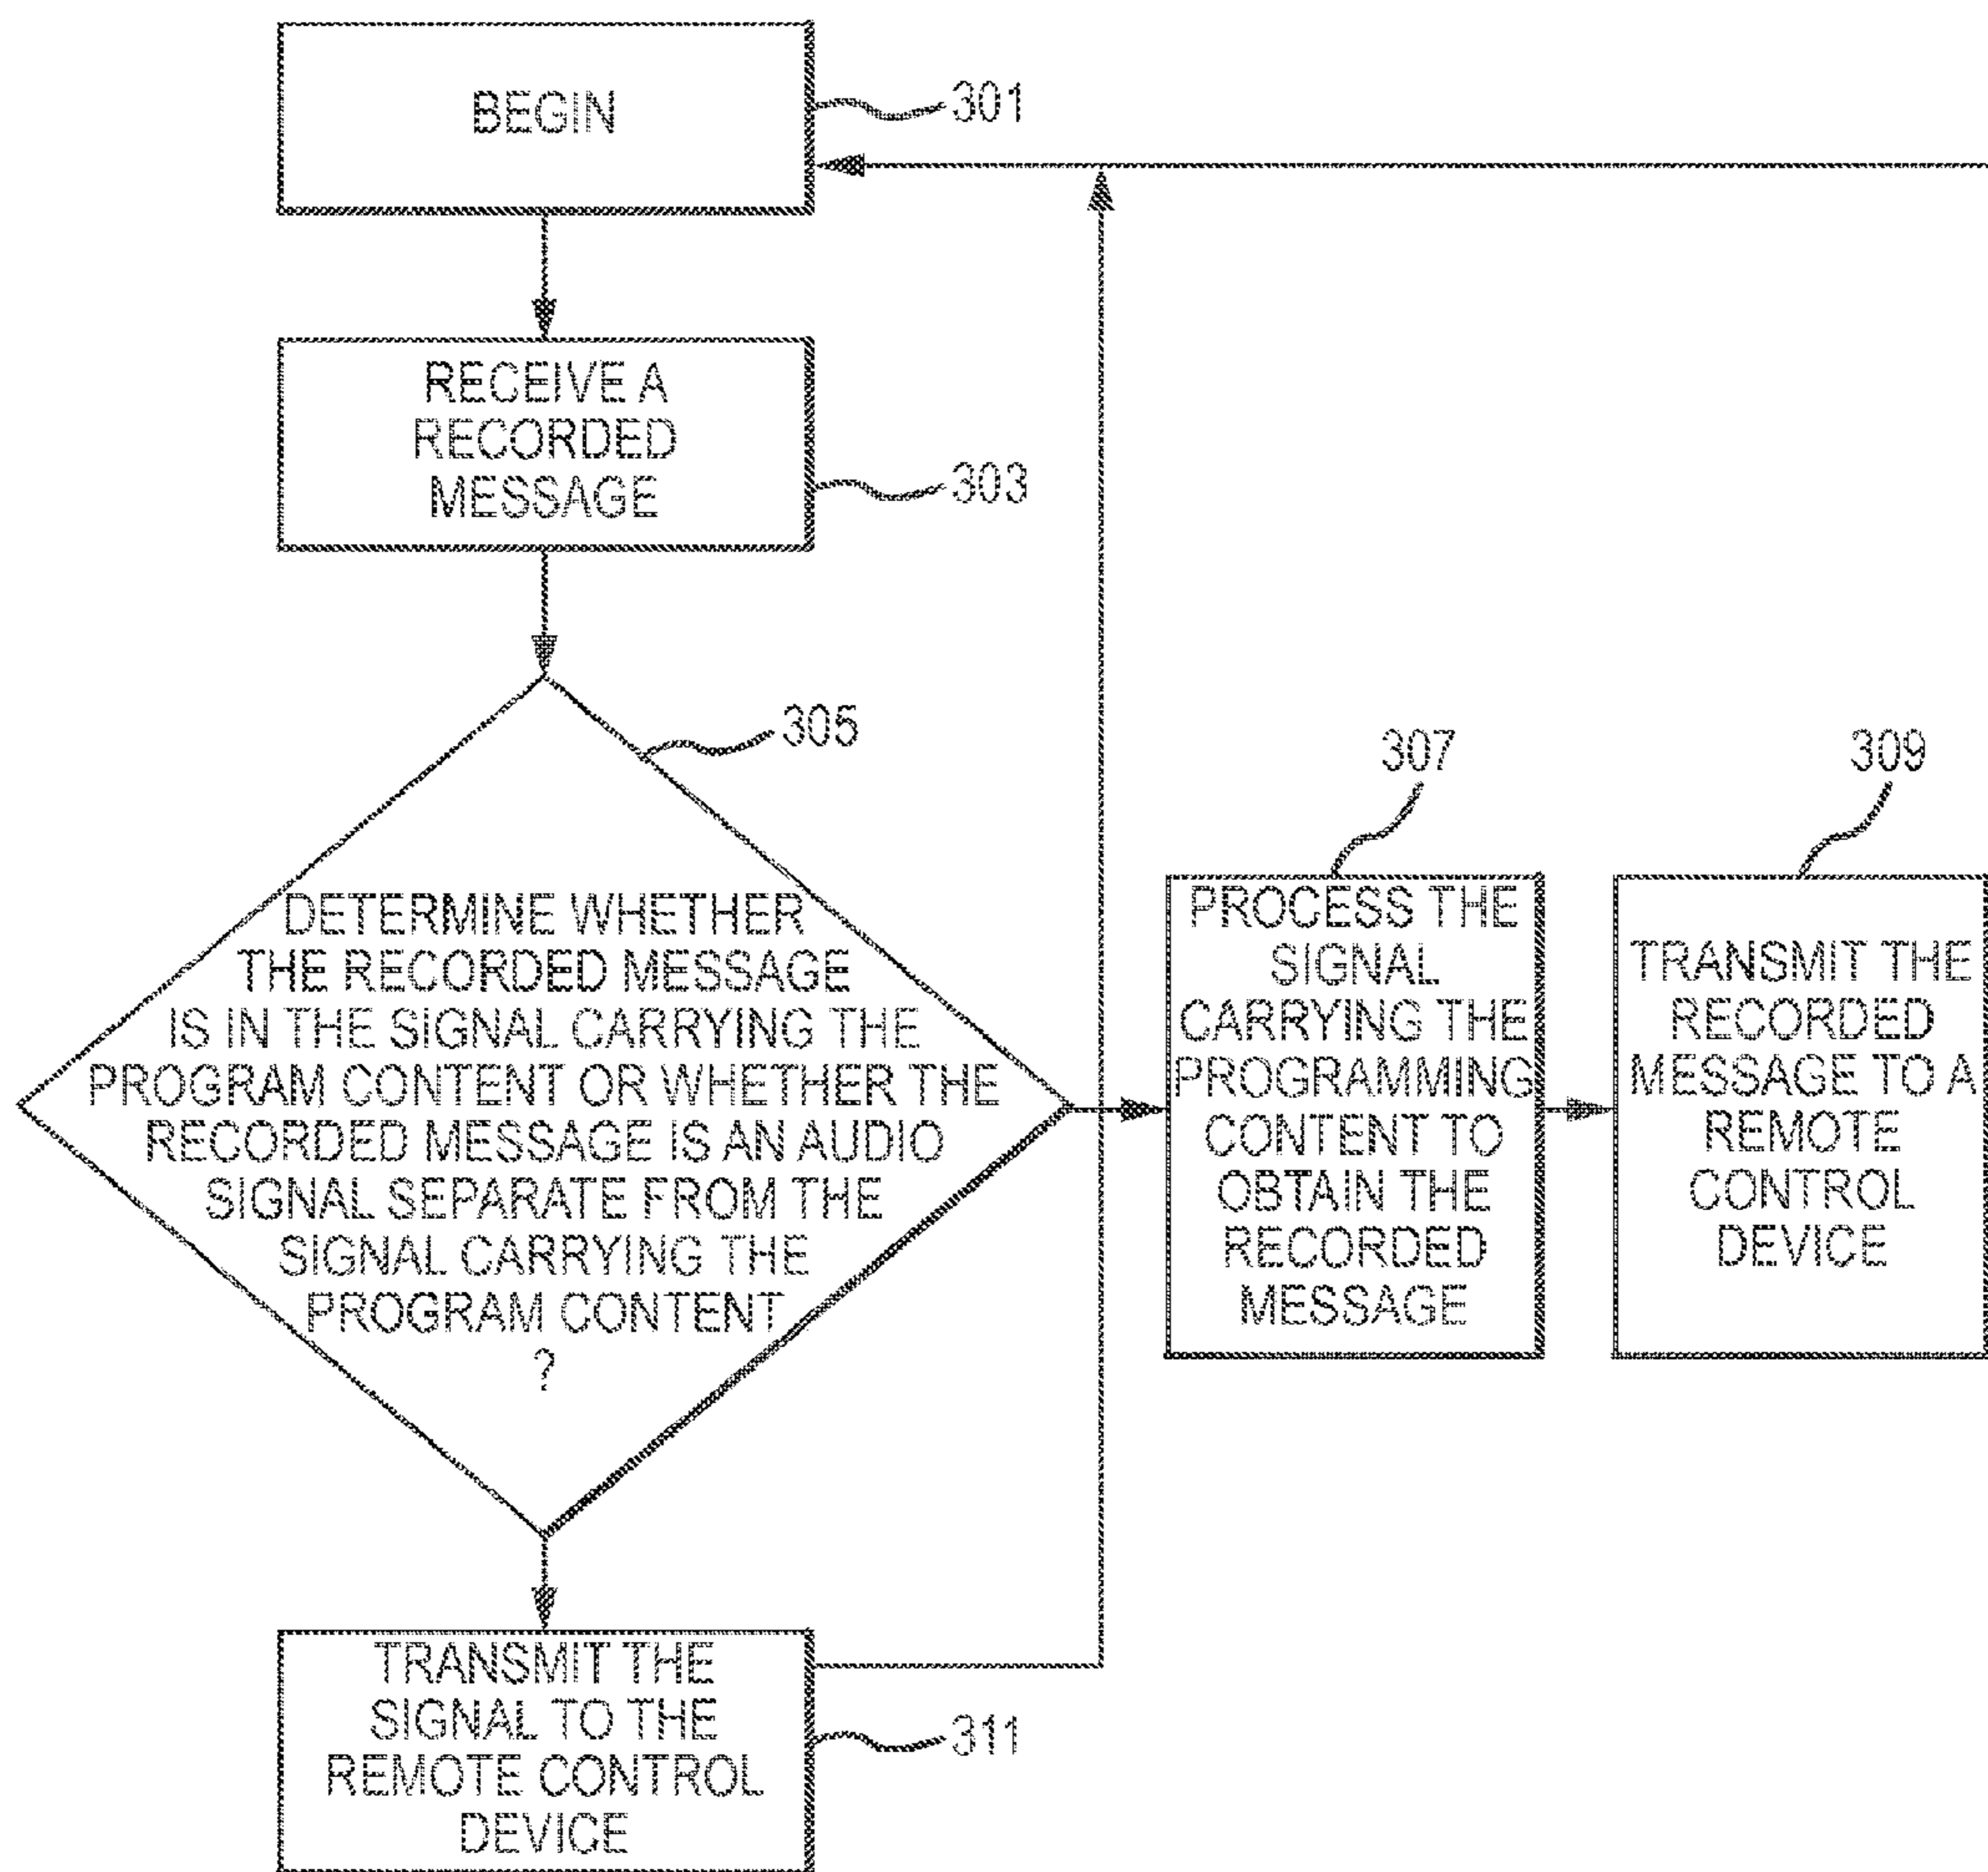 BEGIN
301
RECEIVE A
RECORDED
MESSAGE
303
305
DETERMINE WHETHER
THE RECORDED MESSAGE
IS IN THE SIGNAL CARRYING THE
PROGRAM CONTENT OR WHETHER THE
RECORDED MESSAGE IS AN AUDIO
SIGNAL SEPARATE FROM THE
SIGNAL CARRYING THE
PROGRAM CONTENT
?
307
PROCESS THE
SIGNAL
CARRYING THE
PROGRAMMING
CONTENT TO
OBTAIN THE
RECORDED
MESSAGE
309
TRANSMIT THE
RECORDED
MESSAGE TO A
REMOTE
CONTROL
DEVICE
TRANSMIT THE
SIGNAL TO THE
REMOTE CONTROL
DEVICE
311